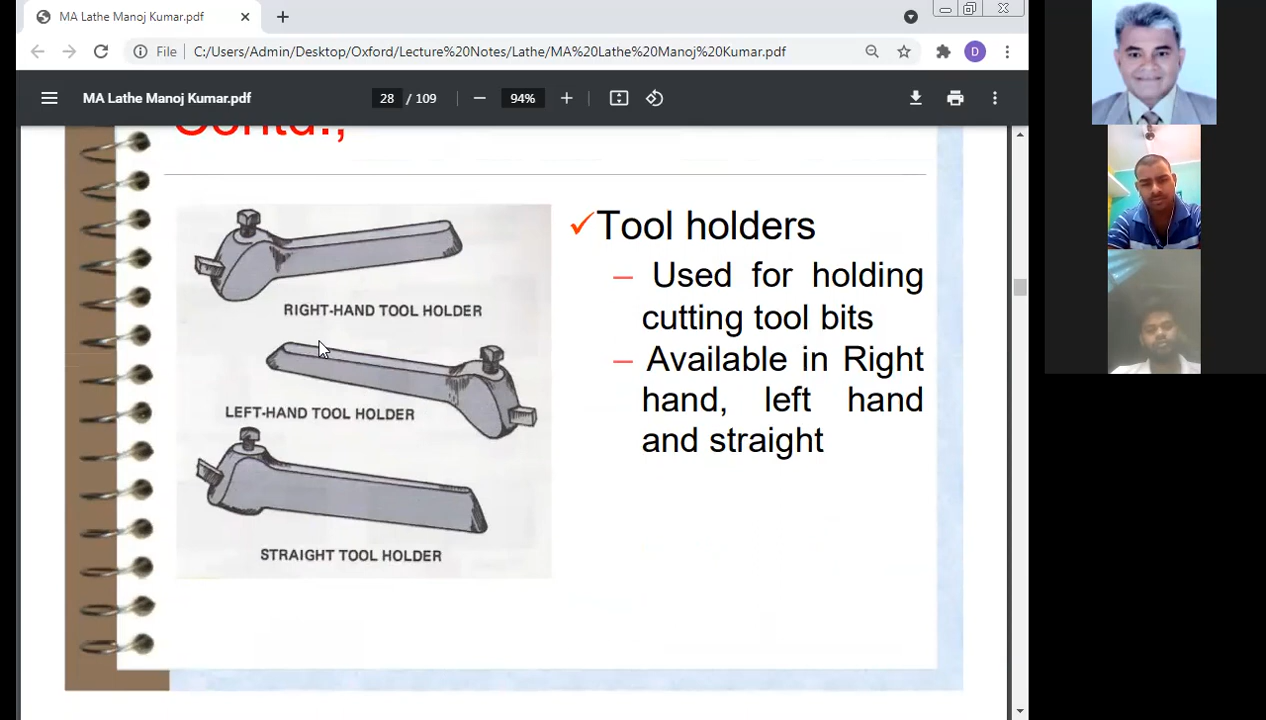 MA Lathe Manoj Kumar.pdf
File
C:/Users/Admin/Desktop/Oxford/Lecture%20Notes/Lathe/MA%20Lathe%20Manoj%20Kumar.pdf
D
MA Lathe Manoj Kumar.pdf
28 / 109
94%
Contd.,
RIGHT-HAND TOOL HOLDER
LEFT-HAND TOOL HOLDER
STRAIGHT TOOL HOLDER
✓Tool holders
– Used for holding
cutting tool bits
– Available in Right
hand, left hand
and straight